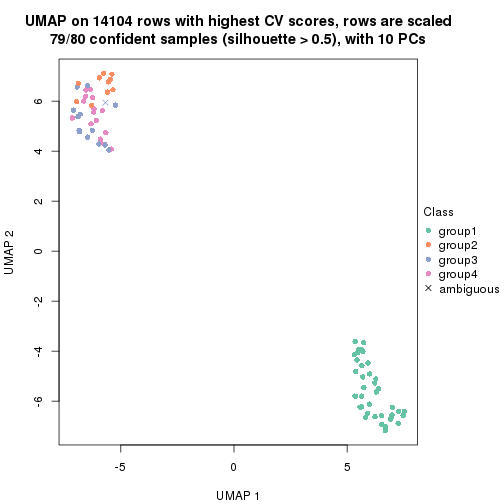 UMAP on 14104 rows with highest CV scores, rows are scaled
79/80 confident samples (silhouette > 0.5), with 10 PCs
6
4
2
0
-2
-4
-6
UMAP 2
-5
0
5
UMAP 1
Class
group1
group2
group3
group4
ambiguous